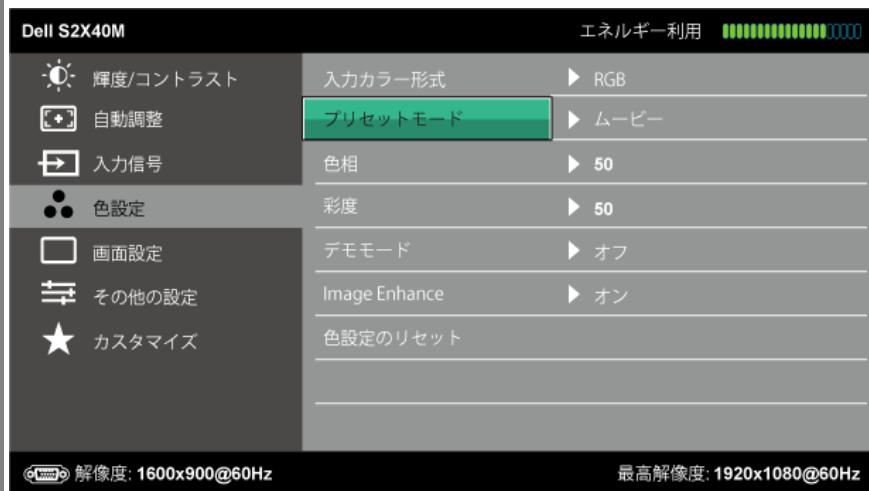 Dell S2X40M
エネルギー利用
輝度/コントラスト
自動調整
入力信号
色設定
画面設定
その他の設定
カスタマイズ
入力カラー形式 RGB
プリセットモード ムービー
色相 50
彩度 50
デモモード オフ
Image Enhance オン
色設定のリセット
解像度: 1600x900@60Hz
最高解像度: 1920x1080@60Hz